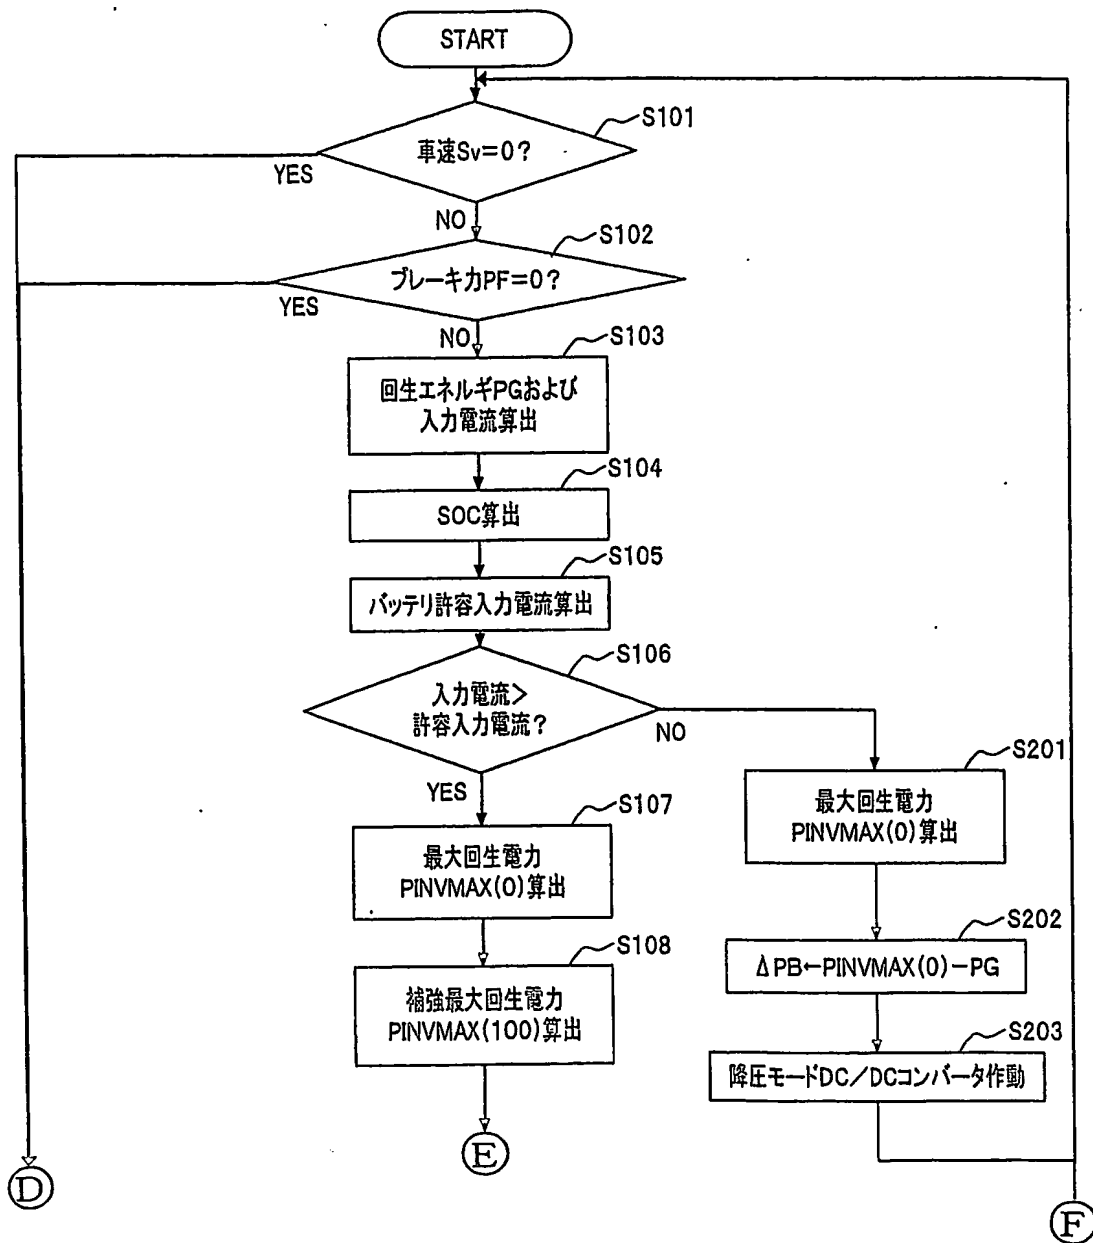 START
S101
車速Sv=0?
YES
NO
S102
ブレーキ力PF=0?
YES
NO
S103
回生エネルギPGおよび
入力電流算出
S104
SOC算出
S105
バッテリ許容入力電流算出
S106
入力電流>
許容入力電流?
NO
YES
S201
最大回生電力
PINVMAX(0)算出
S107
最大回生電力
PINVMAX(0)算出
S202
ΔPB←PINVMAX(0)−PG
S108
補強最大回生電力
PINVMAX(100)算出
S203
降圧モードDC/DCコンバータ作動
E
D
F